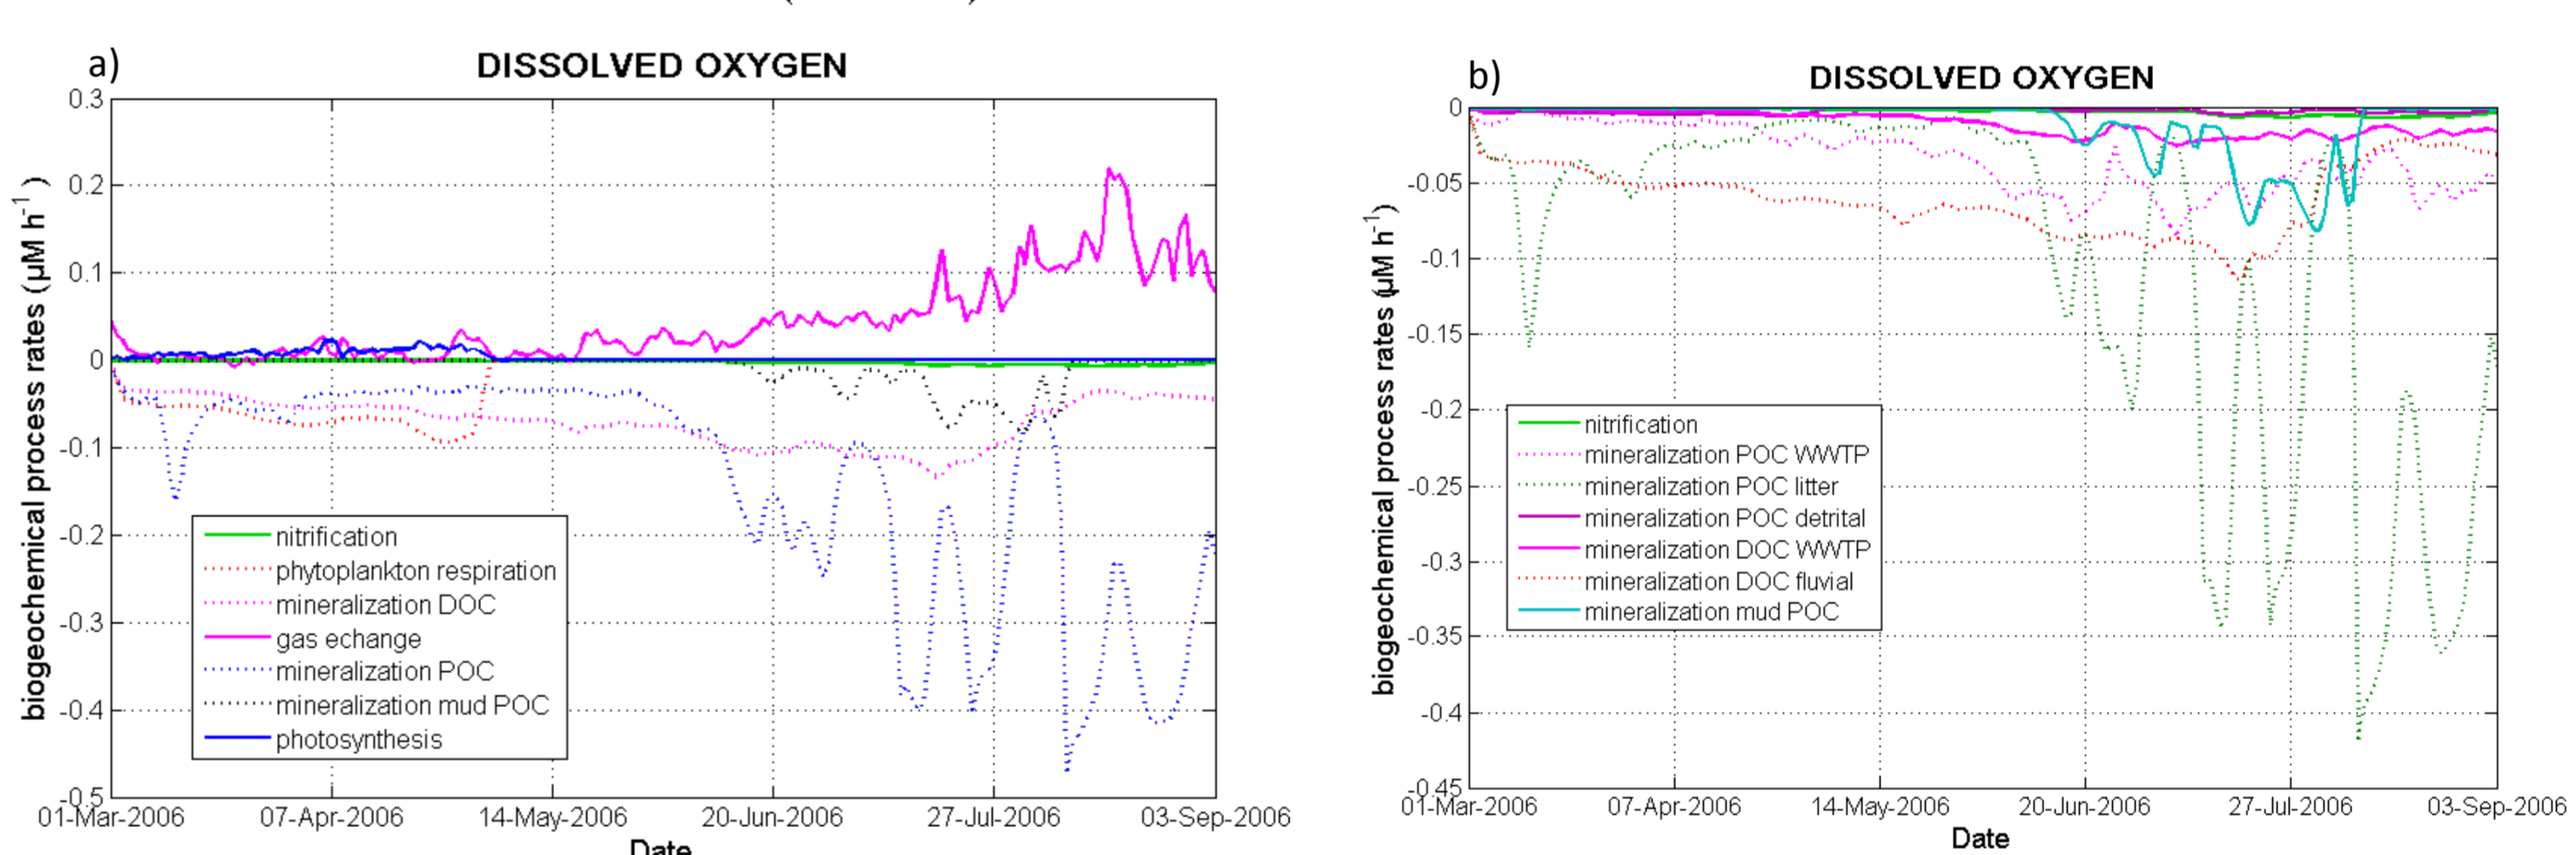 a)
DISSOLVED OXYGEN
biogeochemical process rates (µM h-1)
0.3
0.2
0.1
0
-0.1
-0.2
-0.3
-0.4
-0.5
nitrification
phytoplankton respiration
mineralization DOC
gas echange
mineralization POC
mineralization mud POC
photosynthesis
01-Mar-2006 07-Apr-2006 14-May-2006 20-Jun-2006 27-Jul-2006 03-Sep-2006
Date
b)
DISSOLVED OXYGEN
biogeochemical process rates (µM h-1)
0
-0.05
-0.1
-0.15
-0.2
-0.25
-0.3
-0.35
-0.4
-0.45
nitrification
mineralization POC WWTP
mineralization POC litter
mineralization POC detrital
mineralization DOC WWTP
mineralization DOC fluvial
mineralization mud POC
01-Mar-2006 07-Apr-2006 14-May-2006 20-Jun-2006 27-Jul-2006 03-Sep-2006
Date